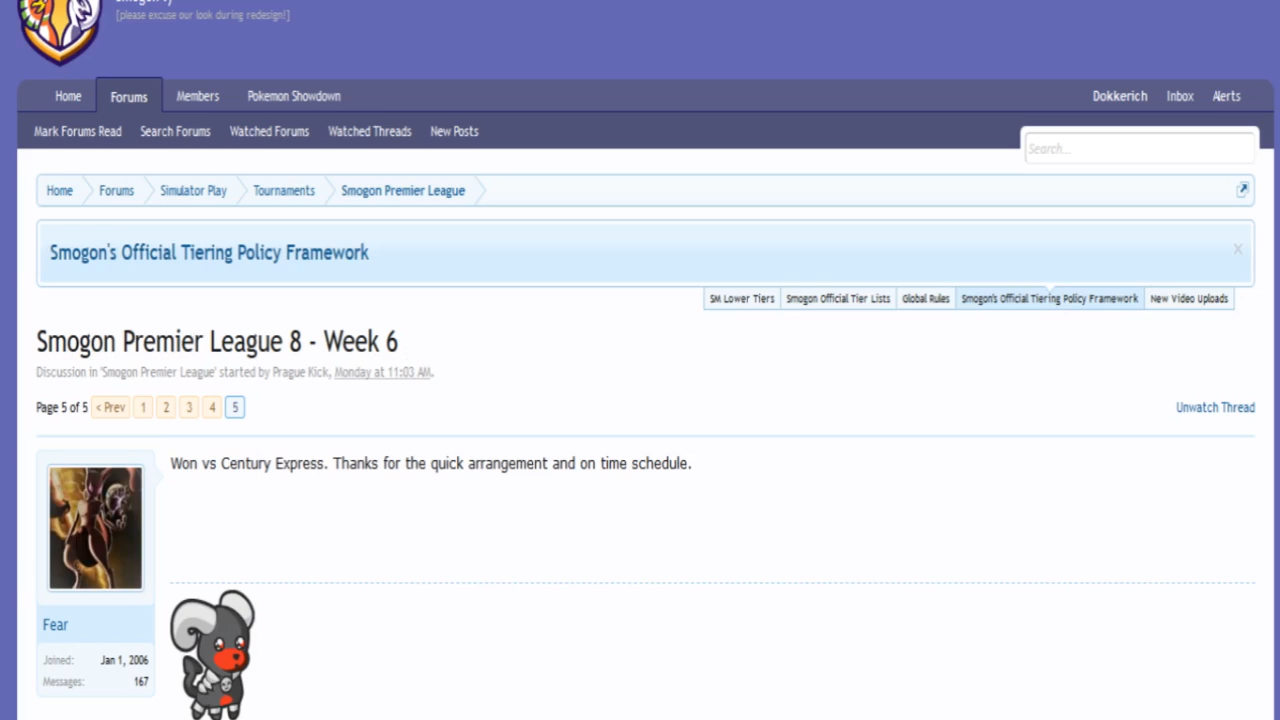 [please excuse our look during redesign!]
Home Forums Members Pokemon Showdown Dokkerich Inbox Alerts
Mark Forums Read Search Forums Watched Forums Watched Threads New Posts
Search...
Home Forums Simulator Play Tournaments Smogon Premier League
Smogon's Official Tiering Policy Framework X
SM Lower Tiers Smogon Official Tier Lists Global Rules Smogon's Official Tiering Policy Framework New Video Uploads
Smogon Premier League 8 - Week 6
Discussion in 'Smogon Premier League' started by Prague Kick, Monday at 11:03 AM.
Page 5 of 5 < Prev 1 2 3 4 5 Unwatch Thread
Won vs Century Express. Thanks for the quick arrangement and on time schedule.
Fear
Joined: Jan 1, 2006
Messages: 167